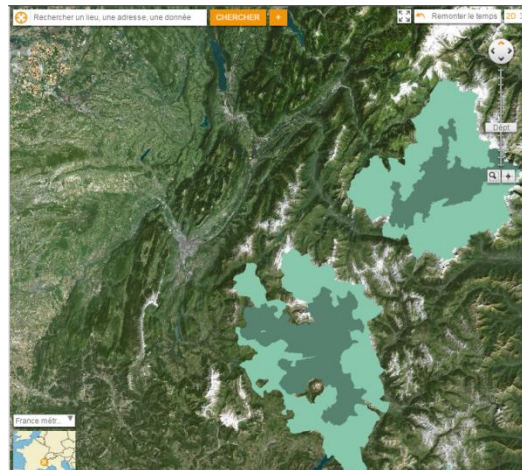 Rechercher un lieu, une adresse, une donnée
CHERCHER +
Remonter le temps 2D
Dépt
France métr...